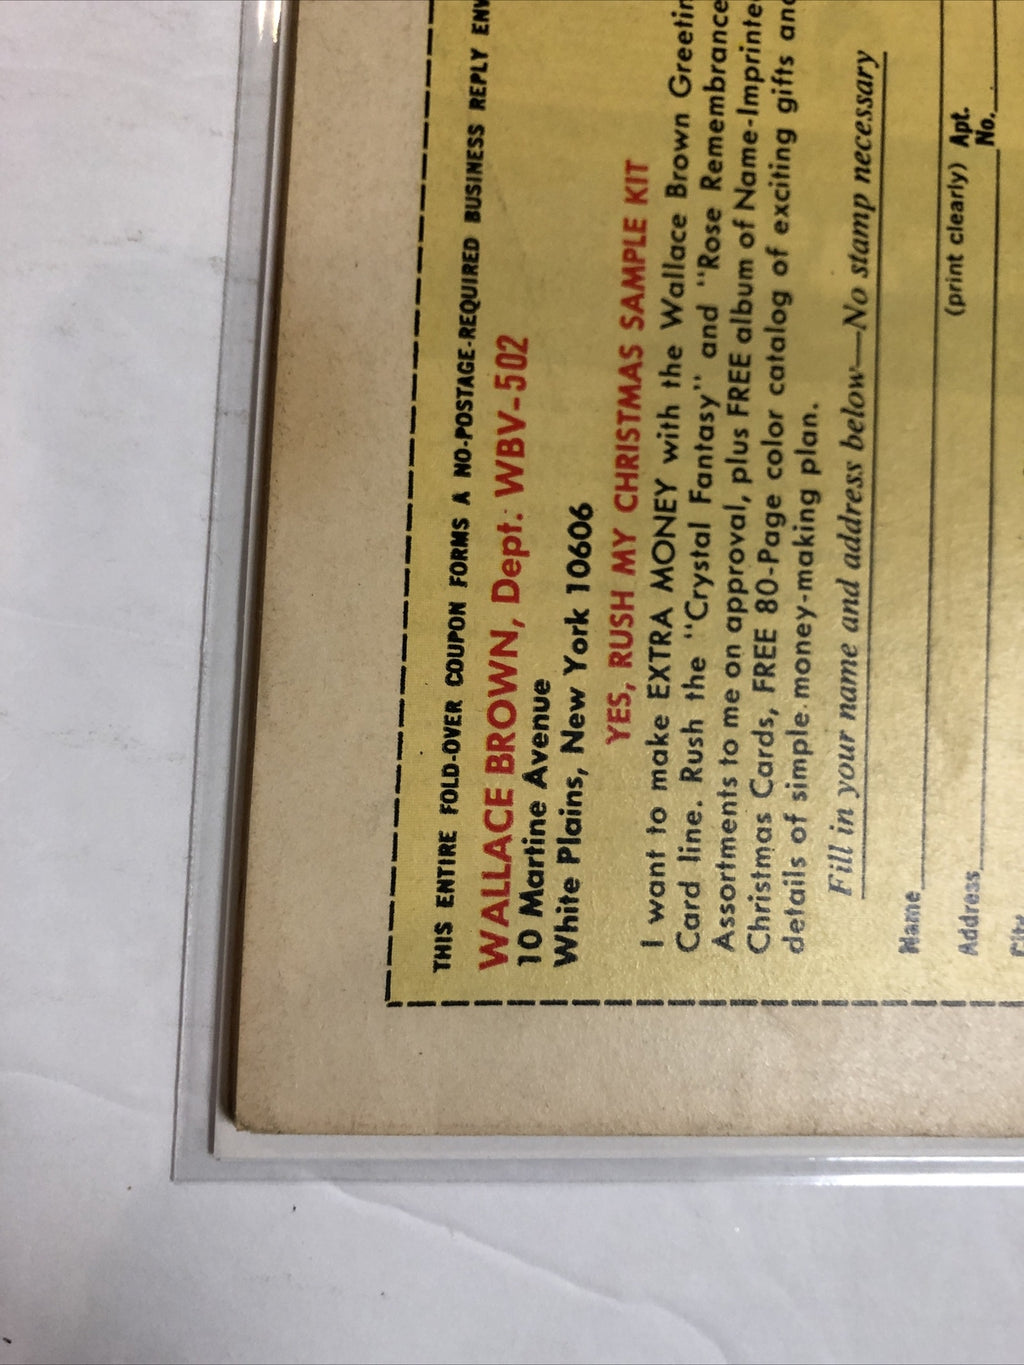 THIS ENTIRE FOLD-OVER COUPON FORMS A NO-POSTAGE-REQUIRED BUSINESS REPLY
WALLACE BROWN, Dept. WBV-502
10 Martine Avenue
White Plains, New York 10606
YES, RUSH MY CHRISTMAS SAMPLE KIT
I want to make EXTRA MONEY with the Wallace Brown
Card line. Rush the "Crystal Fantasy" and "Rose Remembrance
Assortments to me on approval, plus FREE album of Name-Imprinted
Christmas Cards, FREE 80-Page color catalog of exciting gifts and
details of simple money-making plan.
Fill in your name and address below—No stamp necessary
Name
(print clearly)
Address
Apt.
No.